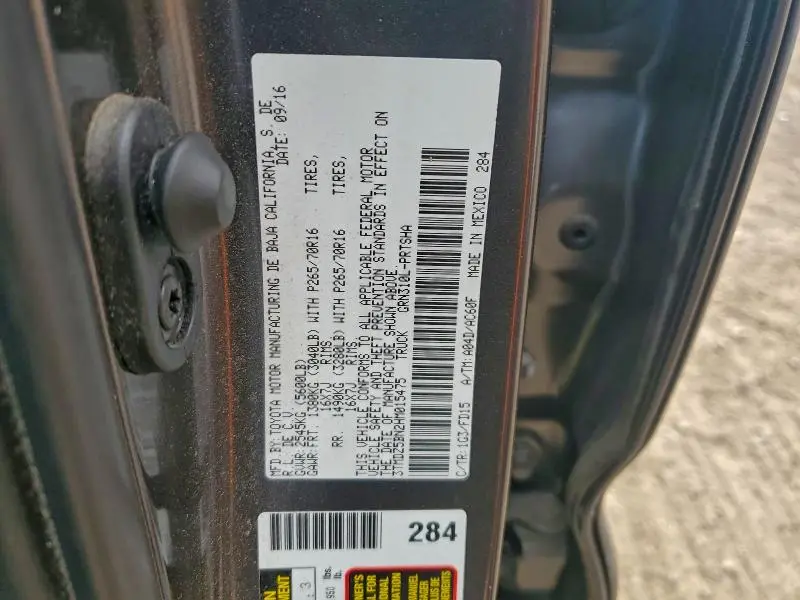 MFD.BY:TOYOTA MOTOR MANUFACTURING DE BAJA CALIFORNIA, S. DE
R.L. DE C.V. DATE: 09/16
GVWR:2545KG (5600LB)
GAWR:FRT. 1380KG (3040LB) WITH P265/70R16 TIRES,
16X7J RIMS,
RR. 1490KG (3280LB) WITH P265/70R16 TIRES,
16X7J RIMS.
THIS VEHICLE CONFORMS TO ALL APPLICABLE FEDERAL MOTOR
VEHICLE SAFETY AND THEFT PREVENTION STANDARDS IN EFFECT ON
THE DATE OF MANUFACTURE SHOWN ABOVE.
3TMDZ5BN2HM015475 TRUCK GRN310L-PRTSHA
C/TR:1G3/FD15 A/TM:A04D/AC60F MADE IN MEXICO 284
284